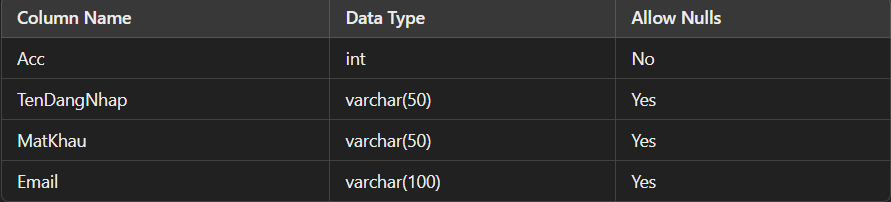 Column Name Data Type Allow Nulls
Acc int No
TenDangNhap varchar(50) Yes
MatKhau varchar(50) Yes
Email varchar(100) Yes